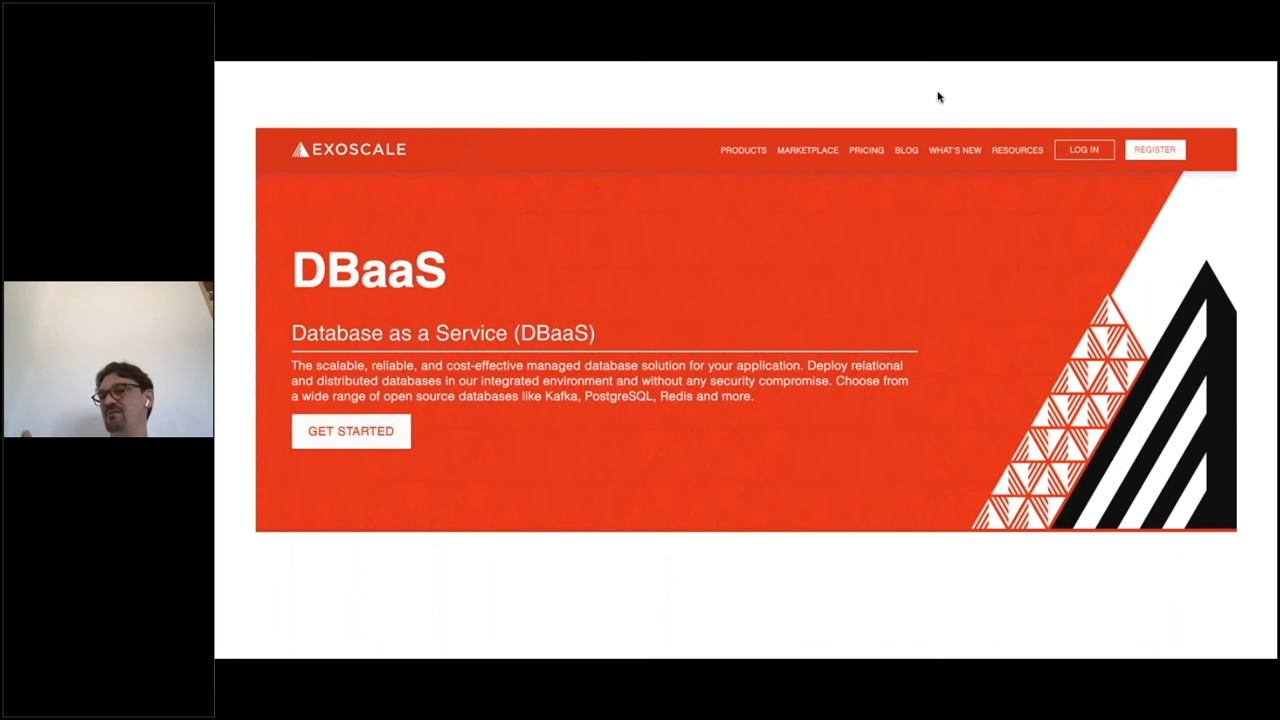 EXOSCALE
PRODUCTS MARKETPLACE PRICING BLOG WHAT'S NEW RESOURCES LOG IN REGISTER
DBaaS
Database as a Service (DBaaS)
The scalable, reliable, and cost-effective managed database solution for your application. Deploy relational
and distributed databases in our integrated environment and without any security compromise. Choose from
a wide range of open source databases like Kafka, PostgreSQL, Redis and more.
GET STARTED